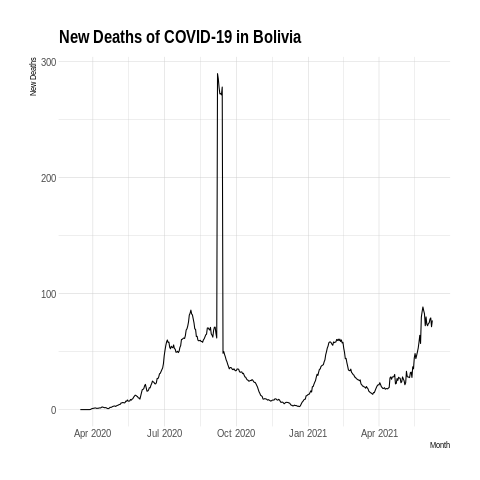 New Deaths of COVID-19 in Bolivia
New Deaths
300
200
100
0
Apr 2020
Jul 2020
Oct 2020
Jan 2021
Apr 2021
Month